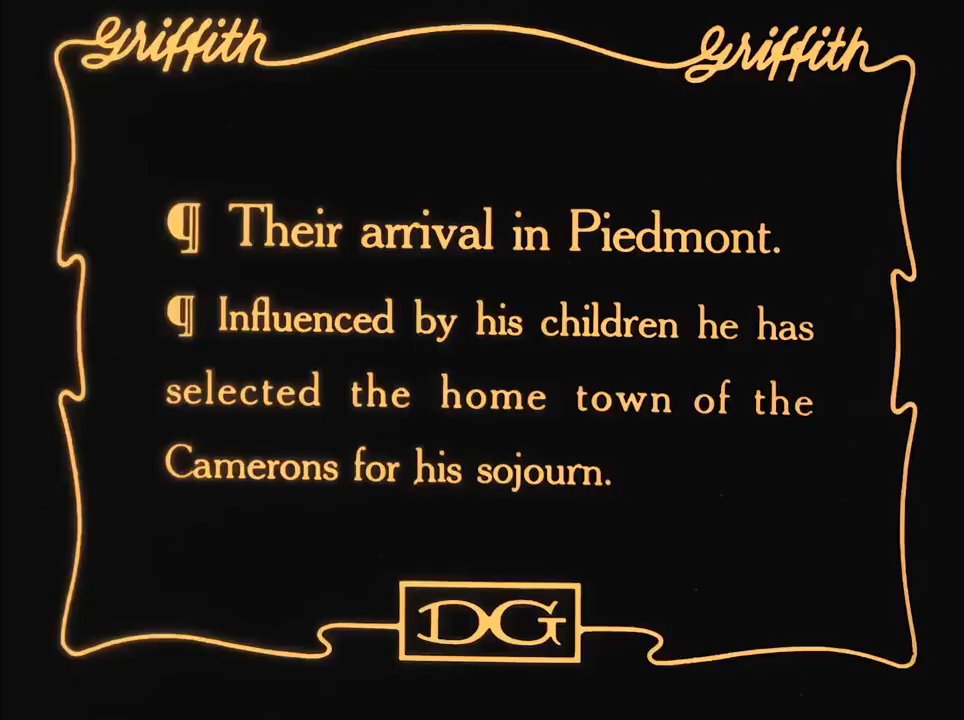 Griffith Griffith
¶ Their arrival in Piedmont.
¶ Influenced by his children he has
selected the home town of the
Camerons for his sojourn.
DG